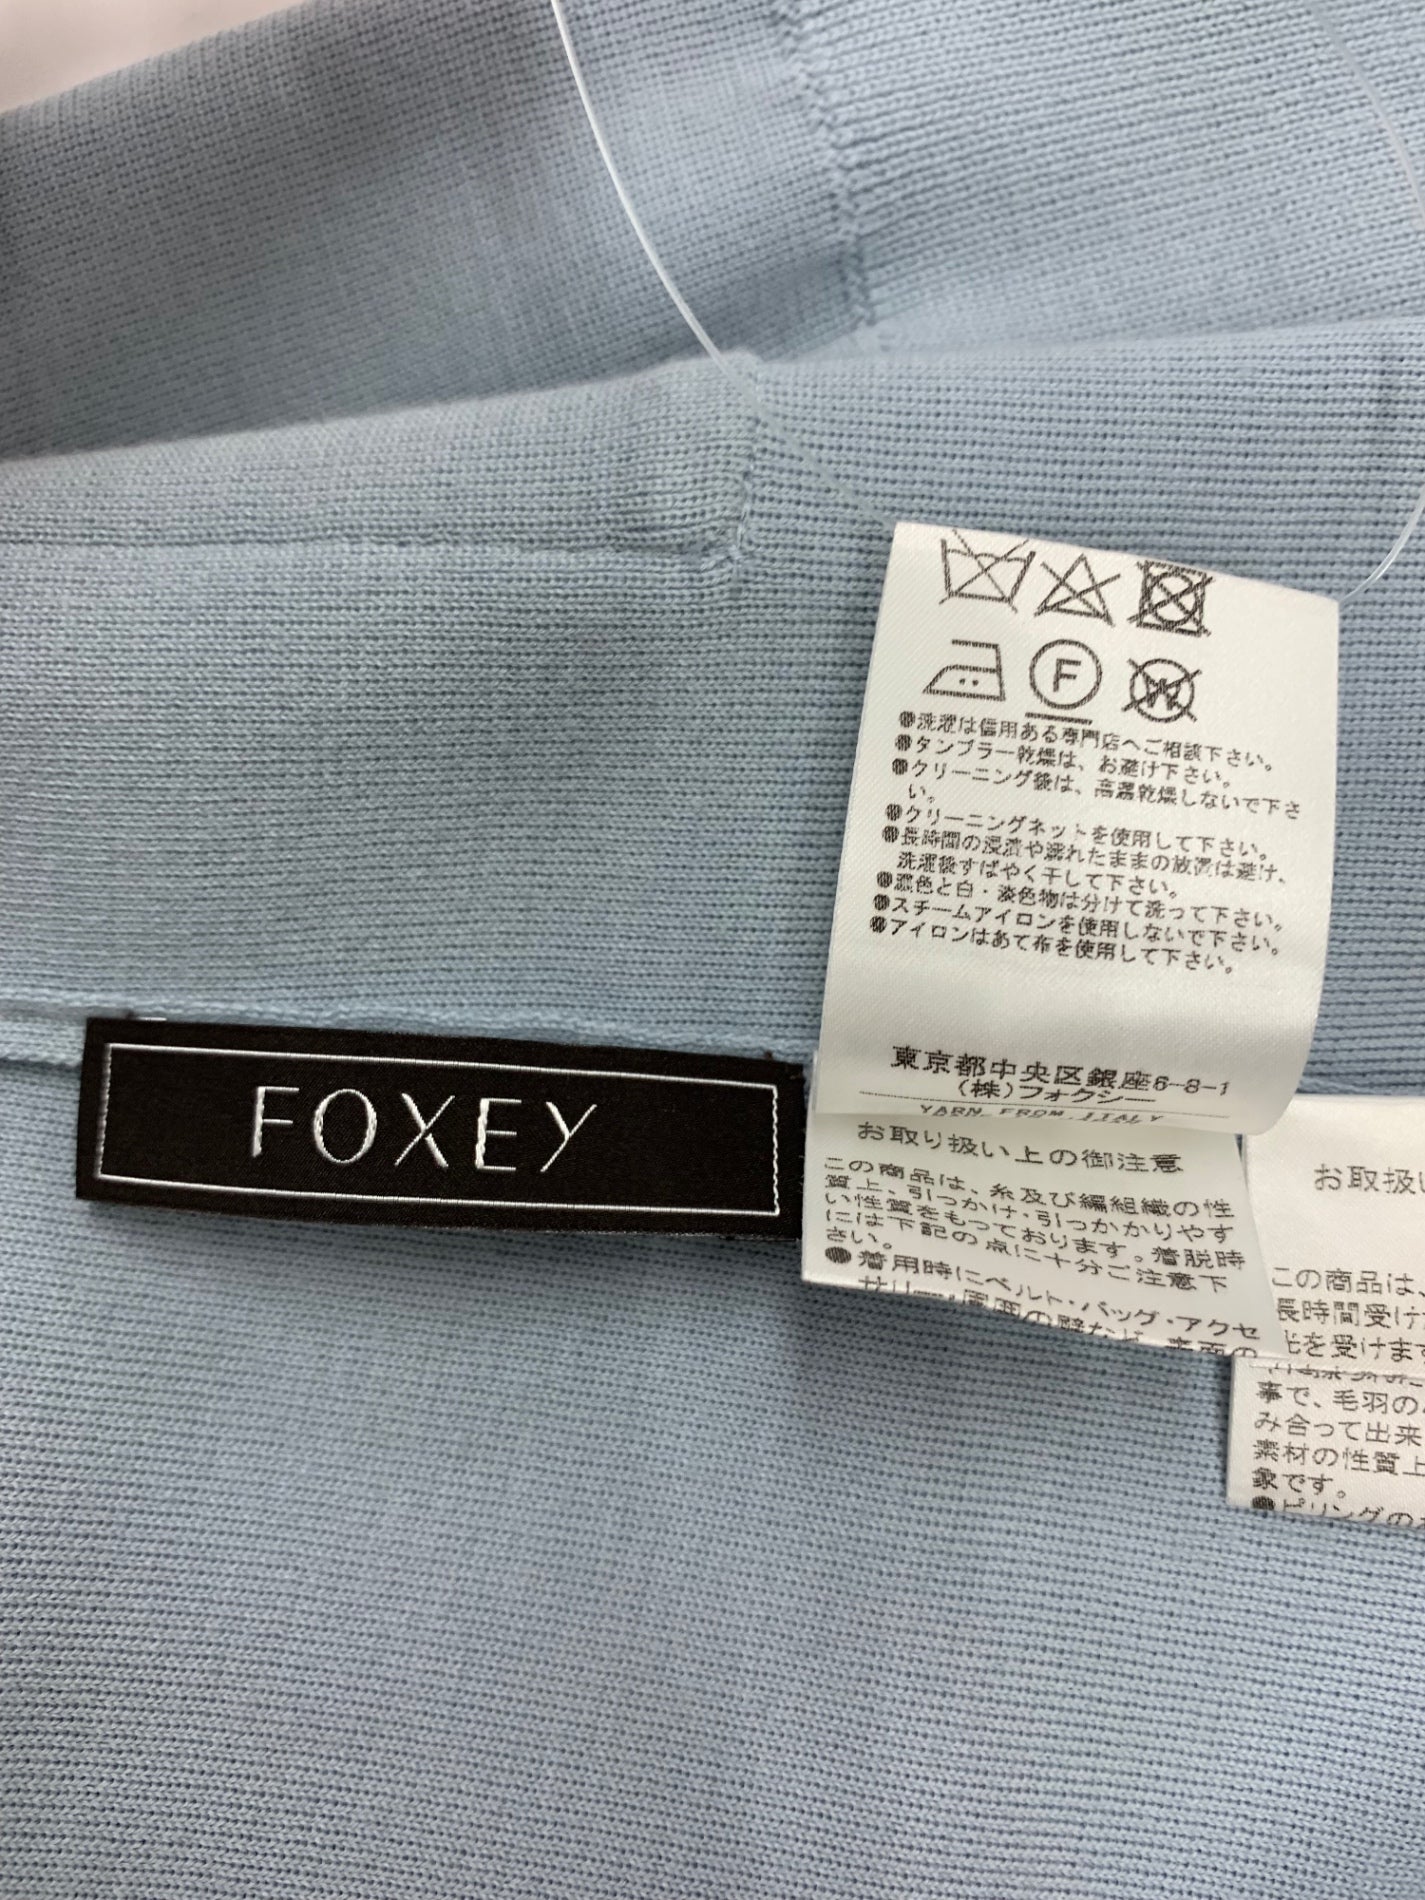 F
W
●洗濯は信用ある専門店へご相談下さい。
●タンブラー乾燥は、お避け下さい。
●クリーニング後は、高温乾燥しないで下さ
い。
●クリーニングネットを使用して下さい。
●長時間の浸漬や濡れたままの放置は避け、
洗濯後すばやく干して下さい。
●濃色と白・淡色物は分けて洗って下さい。
●スチームアイロンを使用しないで下さい。
●アイロンはあて布を使用して下さい。
東京都中央区銀座6-8-1
(株)フォクシー
YARN FROM ITALY
FOXEY
お取り扱い上の御注意
この商品は、糸及び編組織の性
質上、引っかけ・引っかかりやす
い性質をもっております。着脱時
には下記の点に十分ご注意下
さい。
●着用時にベルト・バッグ・アクセ
お取扱い
この商品は、
長時間受け
光を受けます
事で、毛羽の
み合って出来
素材の性質上
象です。
●ピリングの